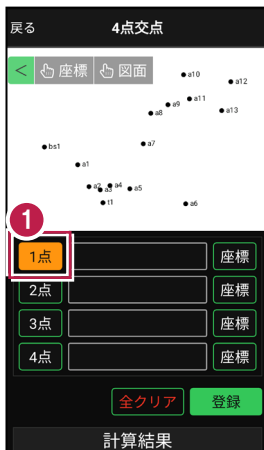 戻る 4点交点
< 座標 図面
a10
a12
a11
a9
a8
a13
bs1
a7
a1
a2 a3 a4 a5
t1
a6
1
1点 座標
2点 座標
3点 座標
4点 座標
全クリア 登録
計算結果